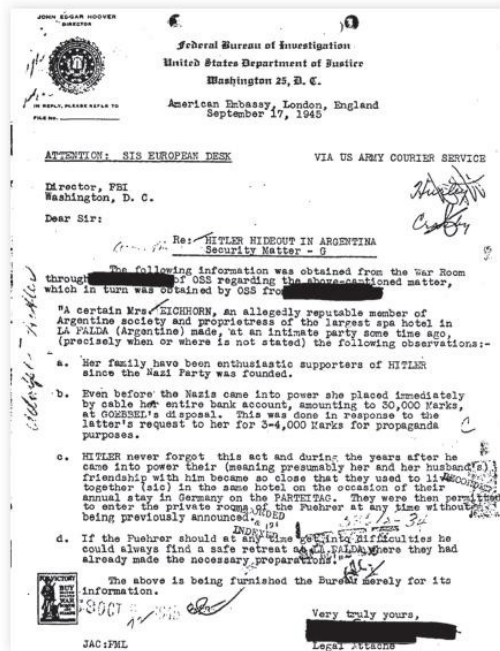 JOHN EDGAR HOOVER
DIRECTOR
Federal Bureau of Investigation
United States Department of Justice
Washington 25, D. C.
IN REPLY, PLEASE REFER TO
FILE No.
American Embassy, London, England
September 17, 1945
ATTENTION: SIS EUROPEAN DESK VIA US ARMY COURIER SERVICE
Director, FBI
Washington, D. C.
Dear Sir:
Re: HITLER HIDEOUT IN ARGENTINA
Security Matter - G
The following information was obtained from the War Room
through of OSS regarding the above-captioned matter,
which in turn was obtained by OSS from
"A certain Mrs. EICHHORN, an allegedly reputable member of
Argentine society and proprietress of the largest spa hotel in
LA FALDA (Argentine) made, at an intimate party some time ago,
(precisely when or where is not stated) the following observations:-
a. Her family have been enthusiastic supporters of HITLER
since the Nazi Party was founded.
b. Even before the Nazis came into power she placed immediately
by cable her entire bank account, amounting to 30,000 Marks,
at GOEBBEL's disposal. This was done in response to the
latter's request to her for 3-4,000 Marks for propaganda
purposes.
c. HITLER never forgot this act and during the years after he
came into power their (meaning presumably her and her husband's)
friendship with him became so close that they used to live
together (sic) in the same hotel on the occasion of their
annual stay in Germany on the PARTEITAG. They were then permitted
to enter the private rooms of the Fuehrer at any time without
being previously announced.
RECORDED
&
INDEXED
d. If the Fuehrer should at any time get into difficulties he
could always find a safe retreat at LA FALDA where they had
already made the necessary preparations."
The above is being furnished the Bureau merely for its
information.
FOR VICTORY
BUY
OCT
Very truly yours,
Legal Attache
JAC:FML